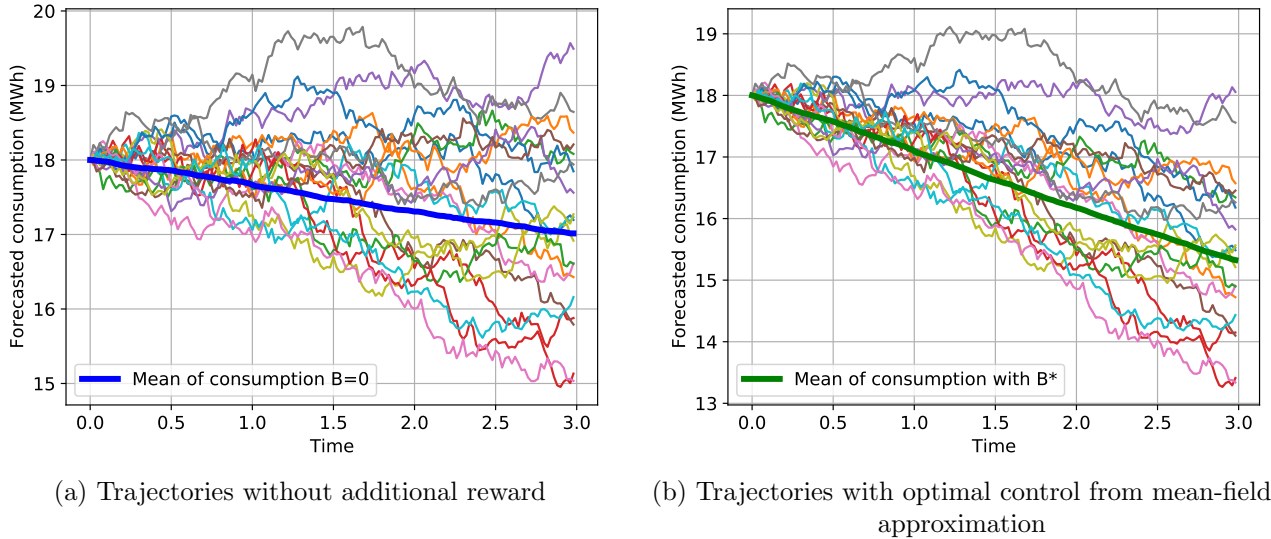 20
19
18
17
16
15
Forecasted consumption (MWh)
Mean of consumption B=0
0.0 0.5 1.0 1.5 2.0 2.5 3.0
Time
(a) Trajectories without additional reward
19
18
17
16
15
14
13
Forecasted consumption (MWh)
Mean of consumption with B*
0.0 0.5 1.0 1.5 2.0 2.5 3.0
Time
(b) Trajectories with optimal control from mean-field
approximation